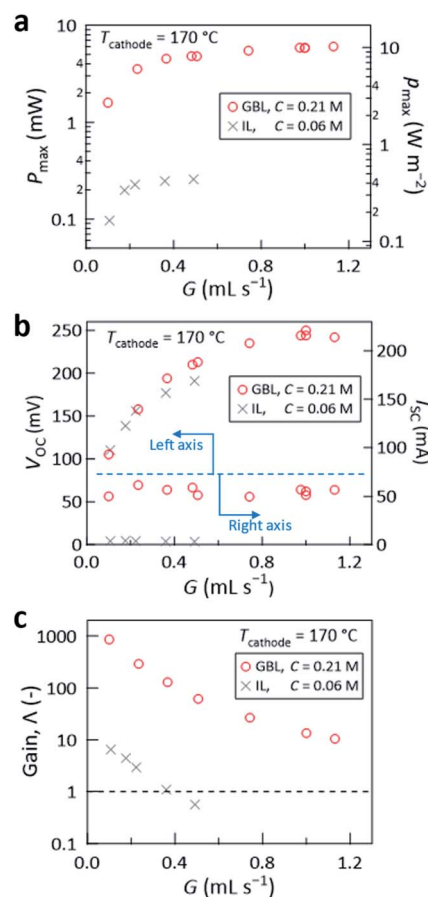 a
T_cathode = 170 °C
GBL, C = 0.21 M
IL, C = 0.06 M
P_max (mW)
10
6
4
2
1
6
4
2
0.1
p_max (W m⁻²)
10
6
4
2
1
6
4
2
0.1
0.0
0.4
0.8
1.2
G (mL s⁻¹)
b
T_cathode = 170 °C
GBL, C = 0.21 M
IL, C = 0.06 M
Left axis
Right axis
V_OC (mV)
250
200
150
100
50
0
I_SC (mA)
200
150
100
50
0
0.0
0.4
0.8
1.2
G (mL s⁻¹)
c
T_cathode = 170 °C
GBL, C = 0.21 M
IL, C = 0.06 M
Gain, Λ (-)
1000
100
10
1
0.1
0.0
0.4
0.8
1.2
G (mL s⁻¹)